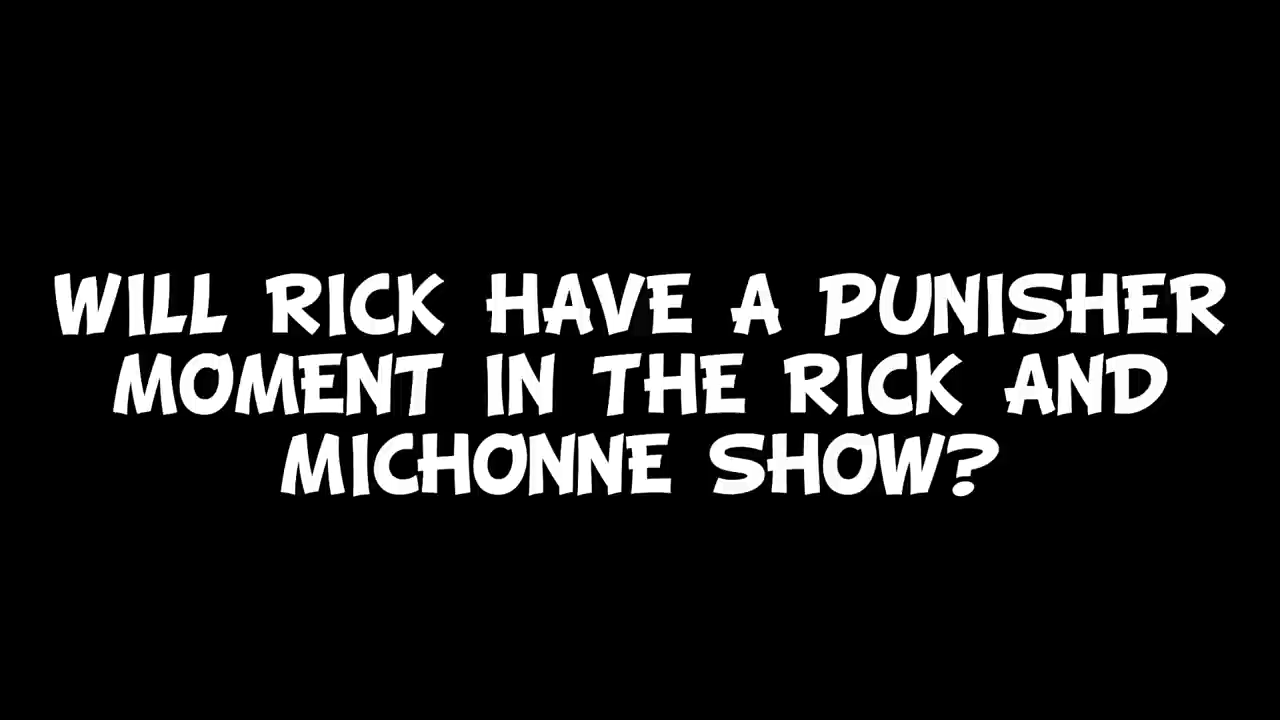 WILL RICK HAVE A PUNISHER
MOMENT IN THE RICK AND
MICHONNE SHOW?